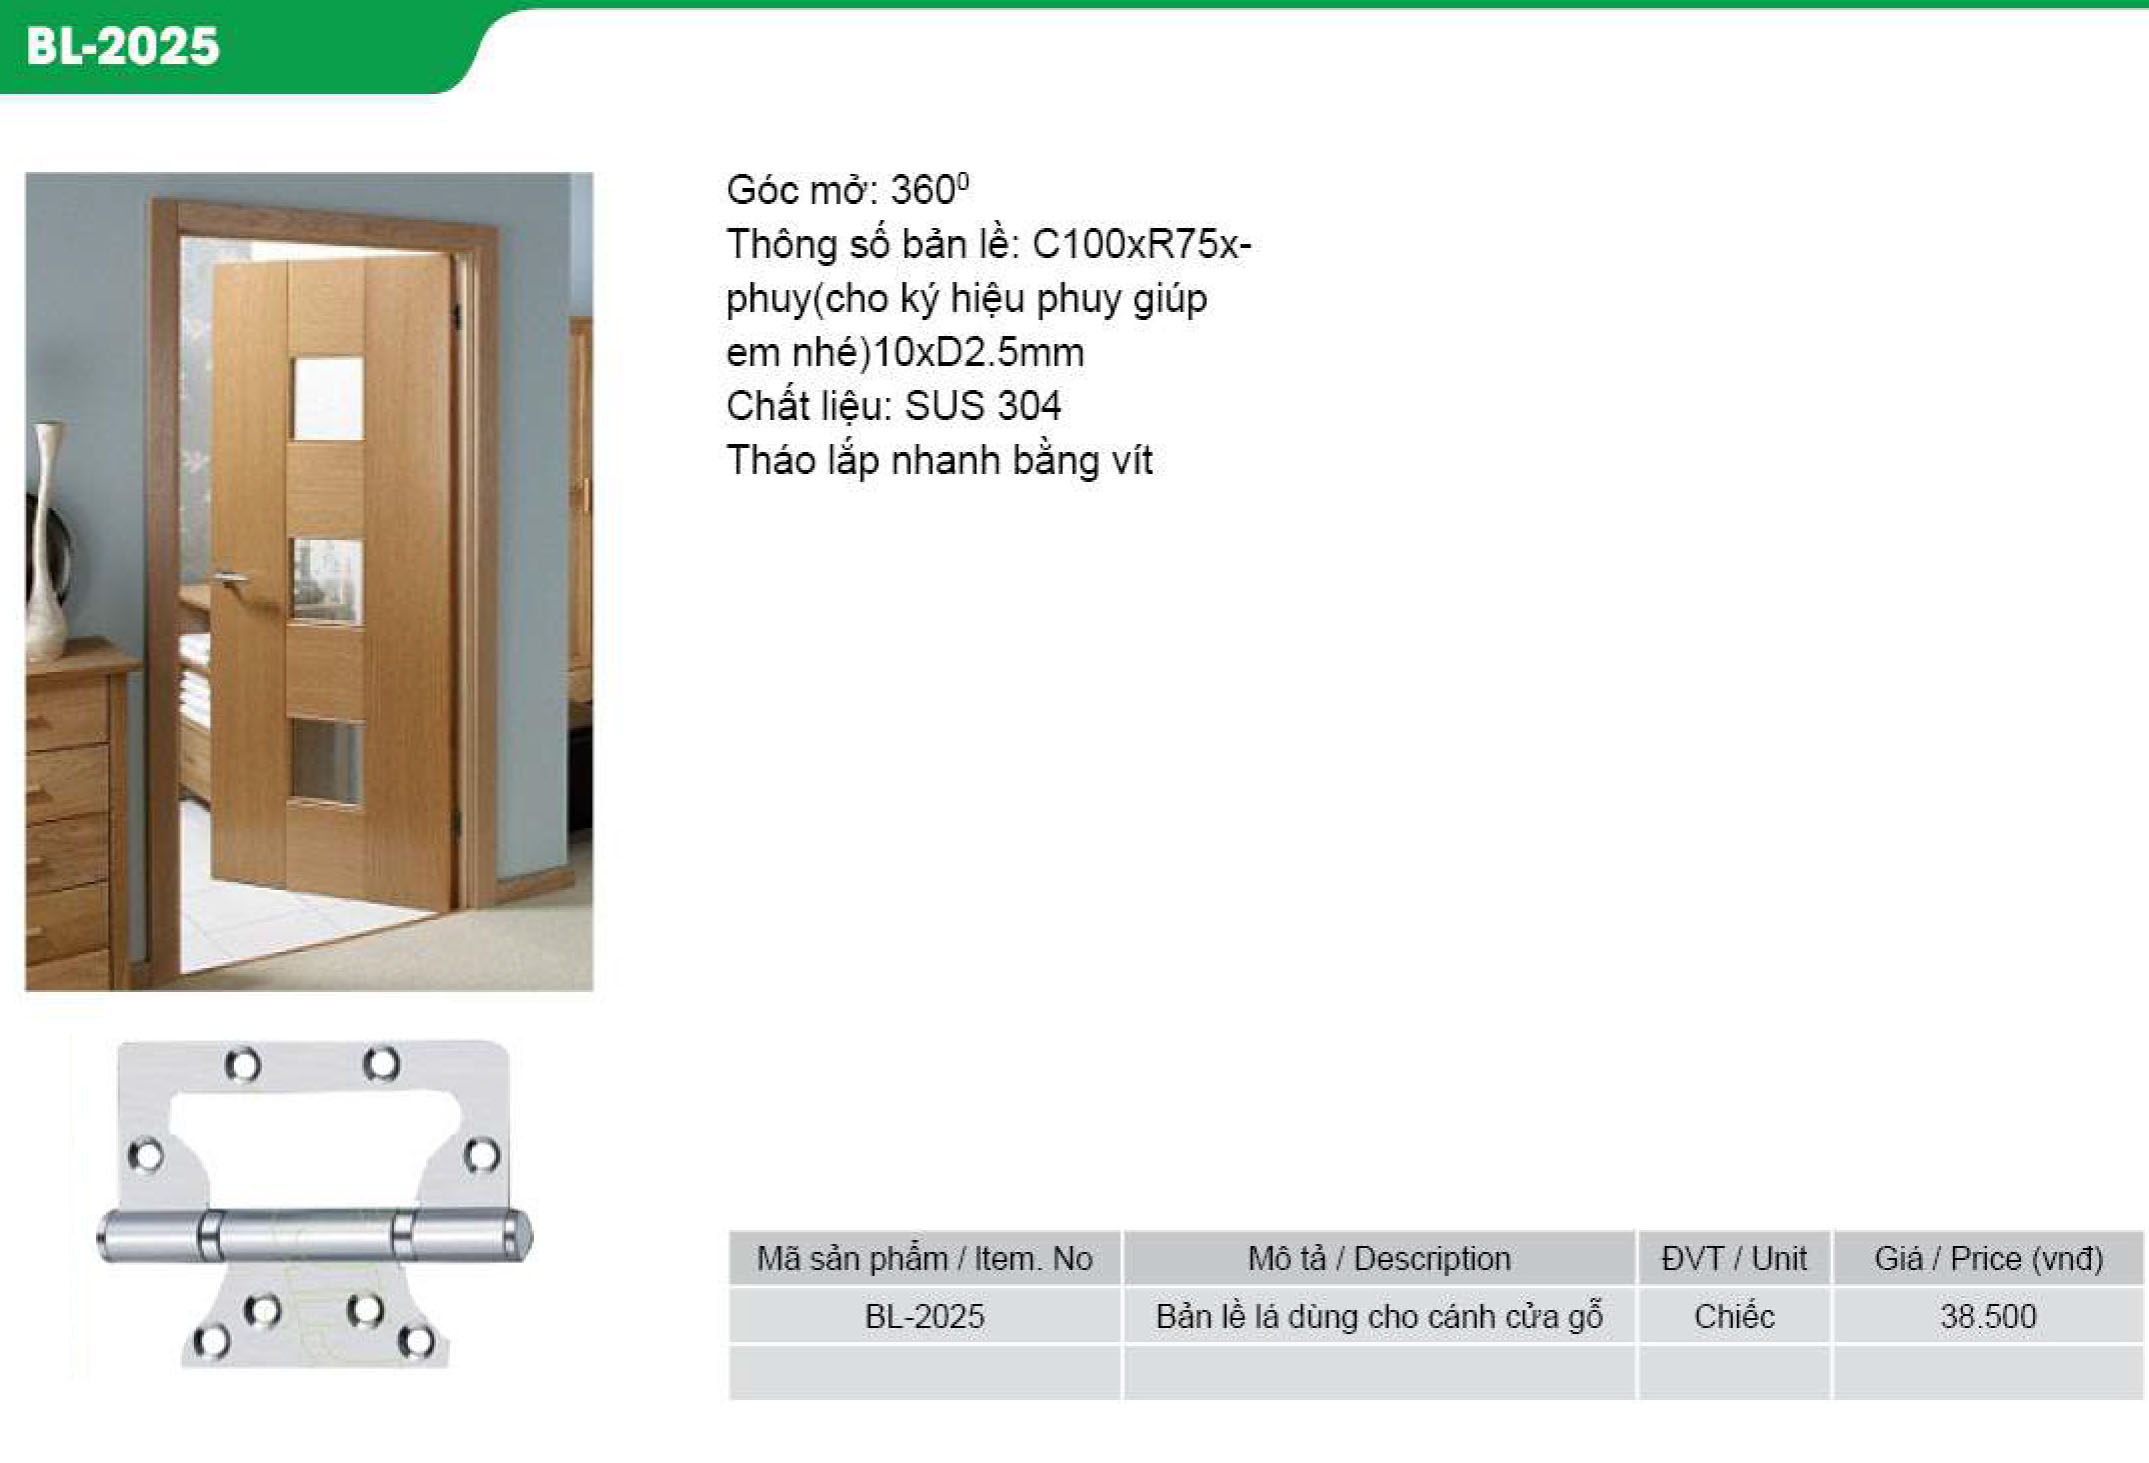 BL-2025
Góc mở: 360⁰
Thông số bản lề: C100xR75x-
phuy(cho ký hiệu phuy giúp
em nhé)10xD2.5mm
Chất liệu: SUS 304
Tháo lắp nhanh bằng vít
Mã sản phẩm / Item. No Mô tả / Description ĐVT / Unit Giá / Price (vnđ)
BL-2025 Bản lề lá dùng cho cánh cửa gỗ Chiếc 38.500